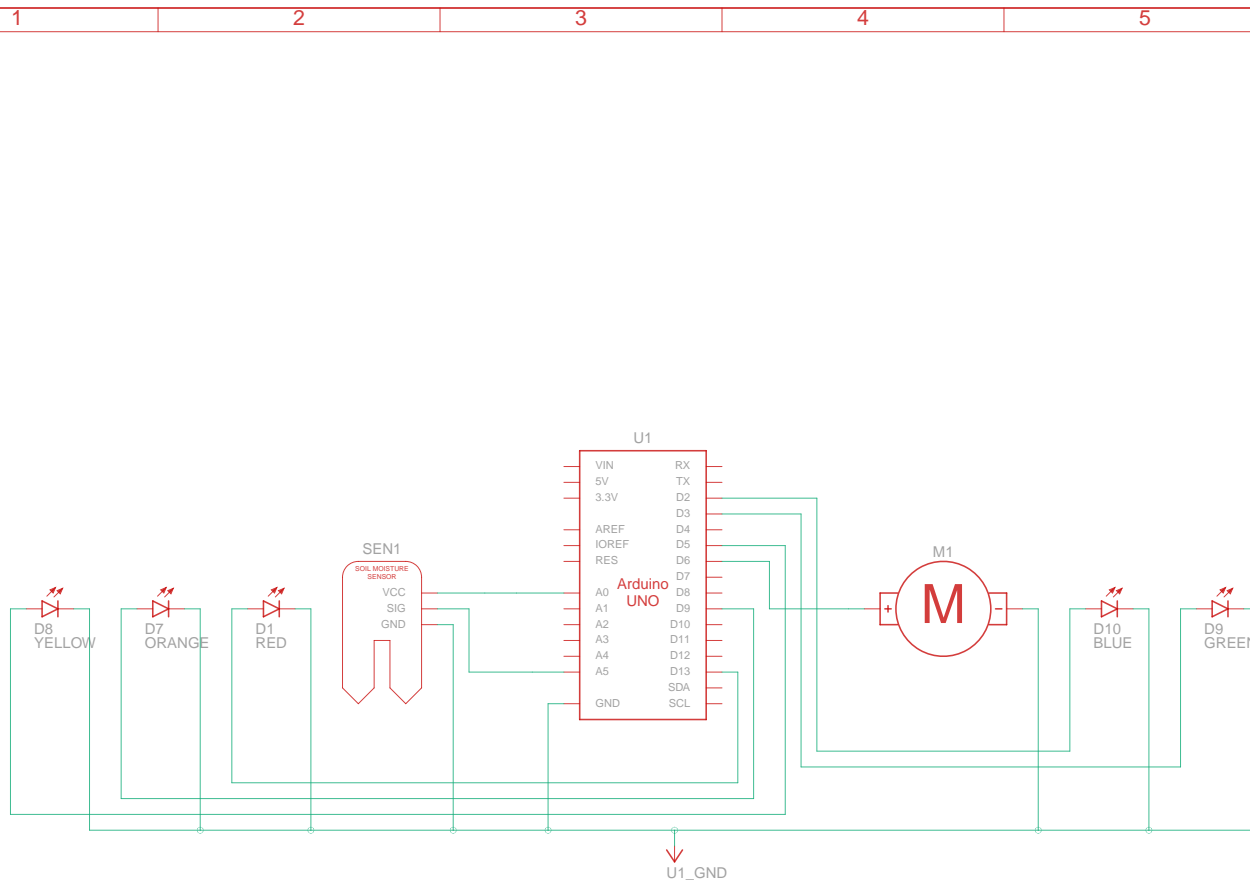 1 2 3 4 5
U1
VIN RX
5V TX
3.3V D2
D3
AREF D4
IOREF D5
RES D6
D7
Arduino
UNO
A0 D8
A1 D9
A2 D10
A3 D11
A4 D12
A5 D13
SDA
GND SCL
SEN1
SOIL MOISTURE
SENSOR
VCC
SIG
GND
M1
+ M -
D8
YELLOW
D7
ORANGE
D1
RED
D10
BLUE
D9
GREEN
U1_GND